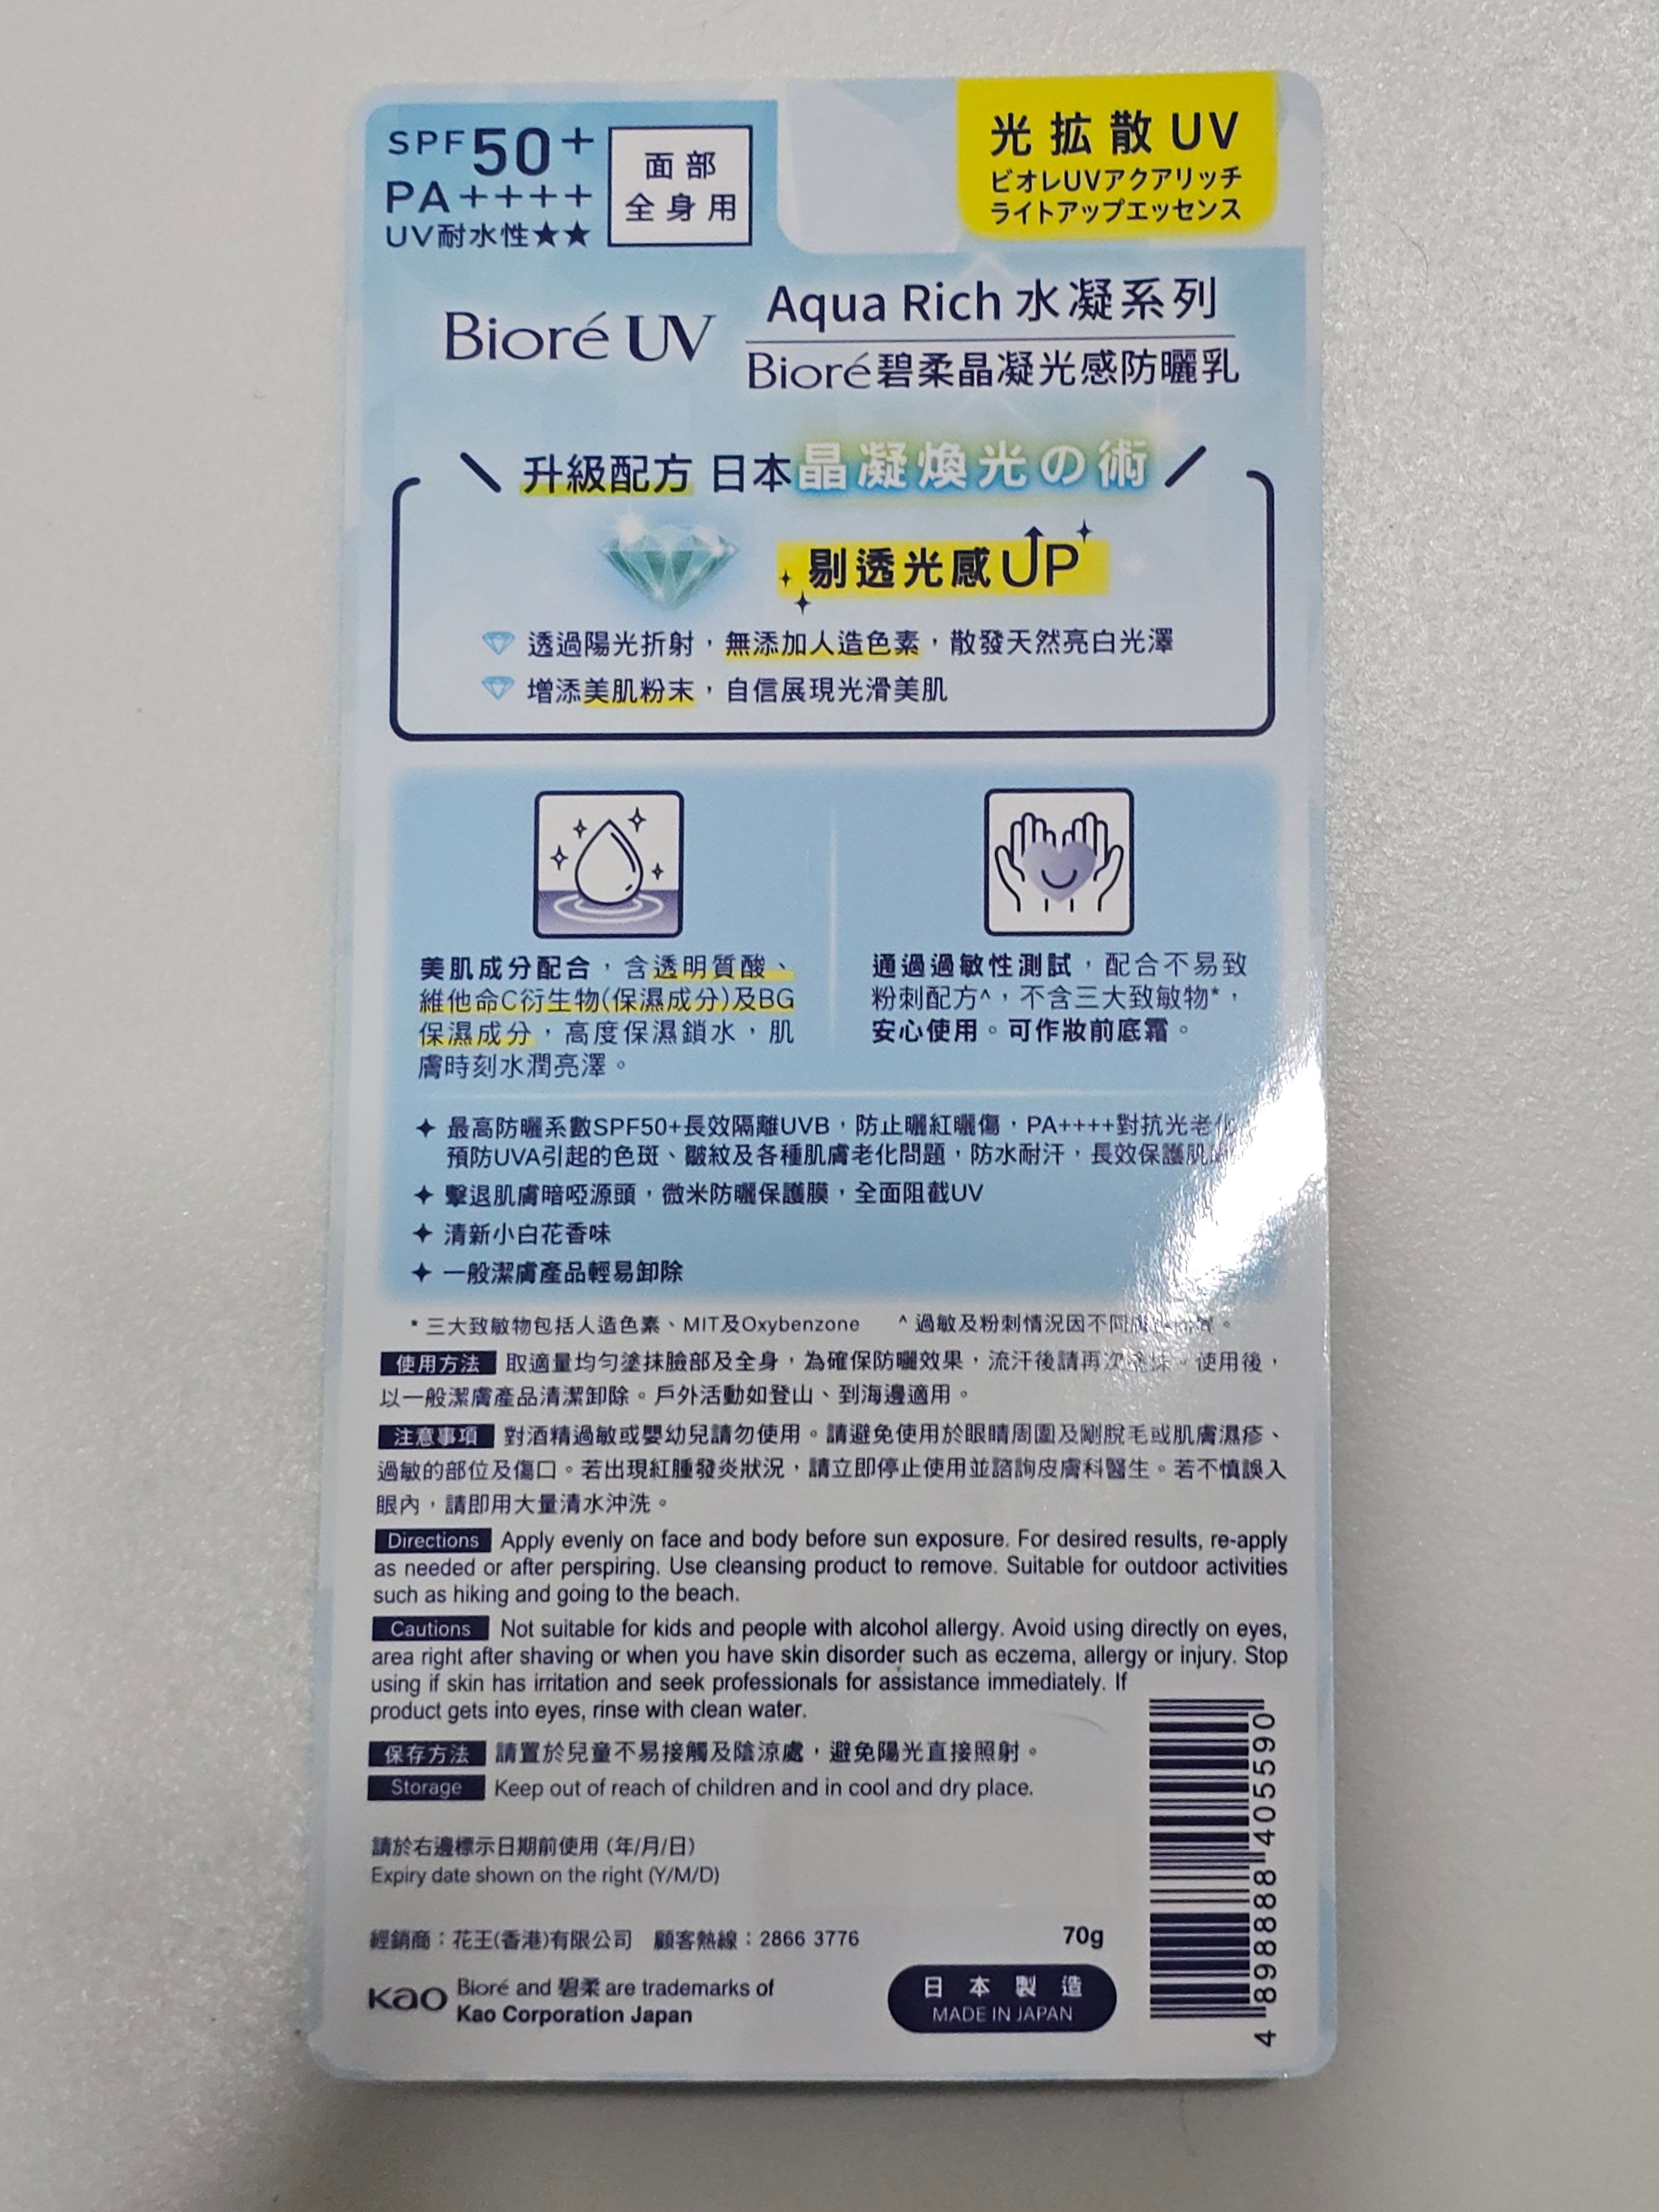 SPF50+
PA++++
UV耐水性★★
面部
全身用
光拡散UV
ビオレUVアクアリッチ
ライトアップエッセンス
Bioré UV
Aqua Rich 水凝系列
Bioré碧柔晶凝光感防曬乳
升級配方 日本晶凝煥光の術
剔透光感UP
透過陽光折射，無添加人造色素，散發天然亮白光澤
增添美肌粉末，自信展現光滑美肌
美肌成分配合，含透明質酸、
維他命C衍生物(保濕成分)及BG
保濕成分，高度保濕鎖水，肌
膚時刻水潤亮澤。
通過過敏性測試，配合不易致
粉刺配方^，不含三大致敏物*，
安心使用。可作妝前底霜。
最高防曬系數SPF50+長效隔離UVB，防止曬紅曬傷，PA++++對抗光老化
預防UVA引起的色斑、皺紋及各種肌膚老化問題，防水耐汗，長效保護肌
擊退肌膚暗啞源頭，微米防曬保護膜，全面阻截UV
清新小白花香味
一般潔膚產品輕易卸除
* 三大致敏物包括人造色素、MIT及Oxybenzone
^ 過敏及粉刺情況因不同
使用方法 取適量均勻塗抹臉部及全身，為確保防曬效果，流汗後請再次塗抹。使用後，
以一般潔膚產品清潔卸除。戶外活動如登山、到海邊適用。
注意事項 對酒精過敏或嬰幼兒請勿使用。請避免使用於眼睛周圍及剛脫毛或肌膚濕疹、
過敏的部位及傷口。若出現紅腫發炎狀況，請立即停止使用並諮詢皮膚科醫生。若不慎誤入
眼內，請即用大量清水沖洗。
Directions Apply evenly on face and body before sun exposure. For desired results, re-apply
as needed or after perspiring. Use cleansing product to remove. Suitable for outdoor activities
such as hiking and going to the beach.
Cautions Not suitable for kids and people with alcohol allergy. Avoid using directly on eyes,
area right after shaving or when you have skin disorder such as eczema, allergy or injury. Stop
using if skin has irritation and seek professionals for assistance immediately. If
product gets into eyes, rinse with clean water.
保存方法 請置於兒童不易接觸及陰涼處，避免陽光直接照射。
Storage Keep out of reach of children and in cool and dry place.
請於右邊標示日期前使用 (年/月/日)
Expiry date shown on the right (Y/M/D)
經銷商：花王(香港)有限公司 顧客熱線：2866 3776
70g
Kao
Bioré and 碧柔 are trademarks of
Kao Corporation Japan
日本製造
MADE IN JAPAN
4 898888 405590